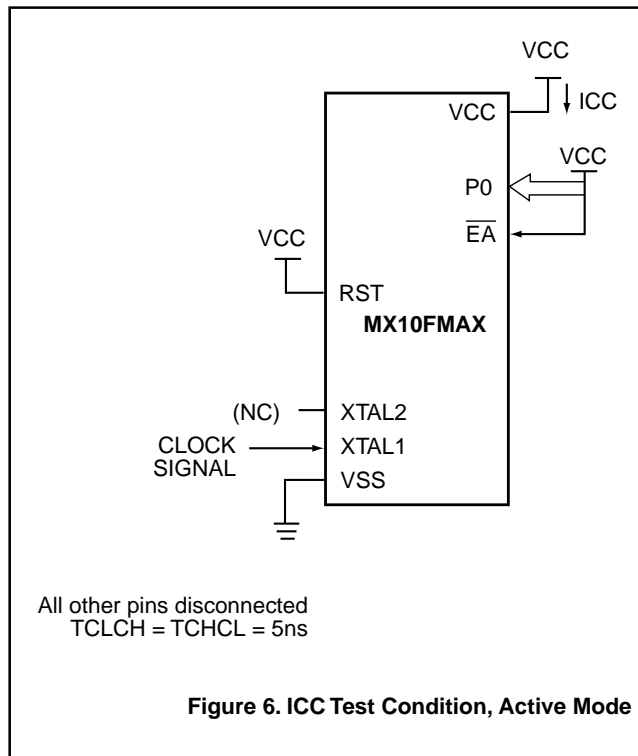 VCC
VCC
ICC
VCC
P0
EA
VCC
RST
MX10FMAX
(NC)
XTAL2
CLOCK
SIGNAL
XTAL1
VSS
All other pins disconnected
TCLCH = TCHCL = 5ns
Figure 6. ICC Test Condition, Active Mode